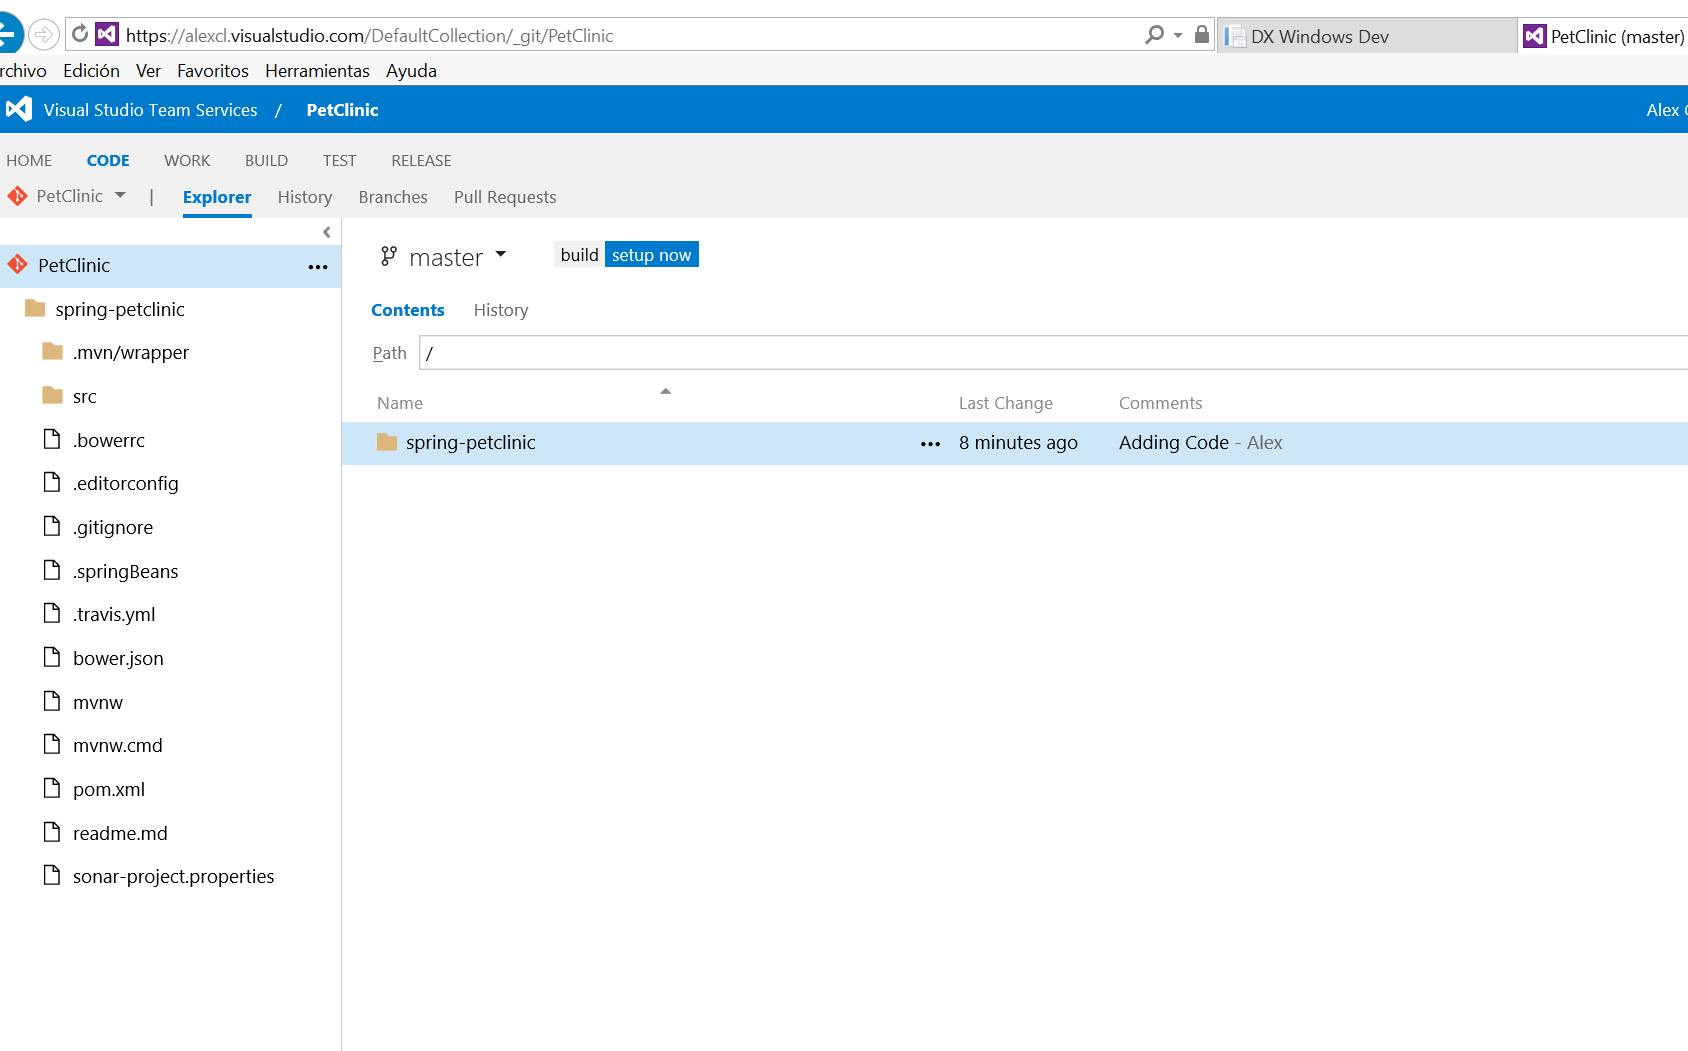 https://alexcl.visualstudio.com/DefaultCollection/_git/PetClinic DX Windows Dev PetClinic (master)
rchivo Edición Ver Favoritos Herramientas Ayuda
Visual Studio Team Services / PetClinic Alex
HOME CODE WORK BUILD TEST RELEASE
PetClinic | Explorer History Branches Pull Requests
PetClinic ...
spring-petclinic
.mvn/wrapper
src
.bowerrc
.editorconfig
.gitignore
.springBeans
.travis.yml
bower.json
mvnw
mvnw.cmd
pom.xml
readme.md
sonar-project.properties
master build setup now
Contents History
Path /
Name Last Change Comments
spring-petclinic ... 8 minutes ago Adding Code - Alex